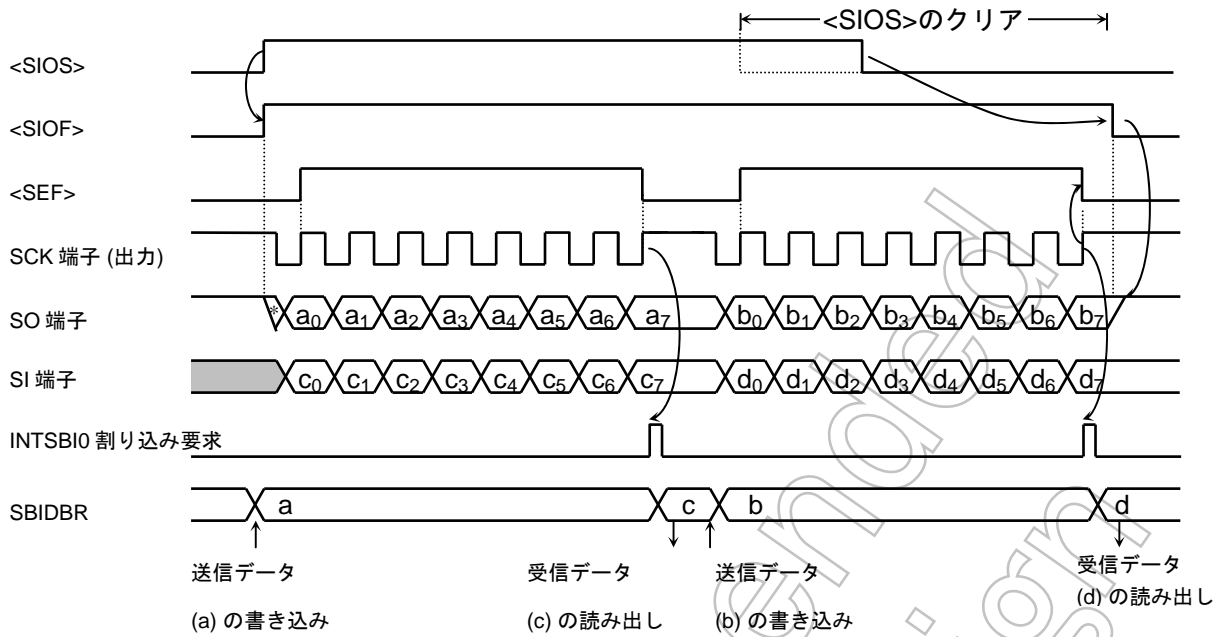 <SIOS>のクリア
<SIOS>
<SIOF>
<SEF>
SCK 端子 (出力)
SO 端子
* a0 a1 a2 a3 a4 a5 a6 a7 b0 b1 b2 b3 b4 b5 b6 b7
SI 端子
c0 c1 c2 c3 c4 c5 c6 c7 d0 d1 d2 d3 d4 d5 d6 d7
INTSBI0 割り込み要求
SBIDBR
a c b d
送信データ
(a) の書き込み
受信データ
(c) の読み出し
送信データ
(b) の書き込み
受信データ
(d) の読み出し
ended
sign